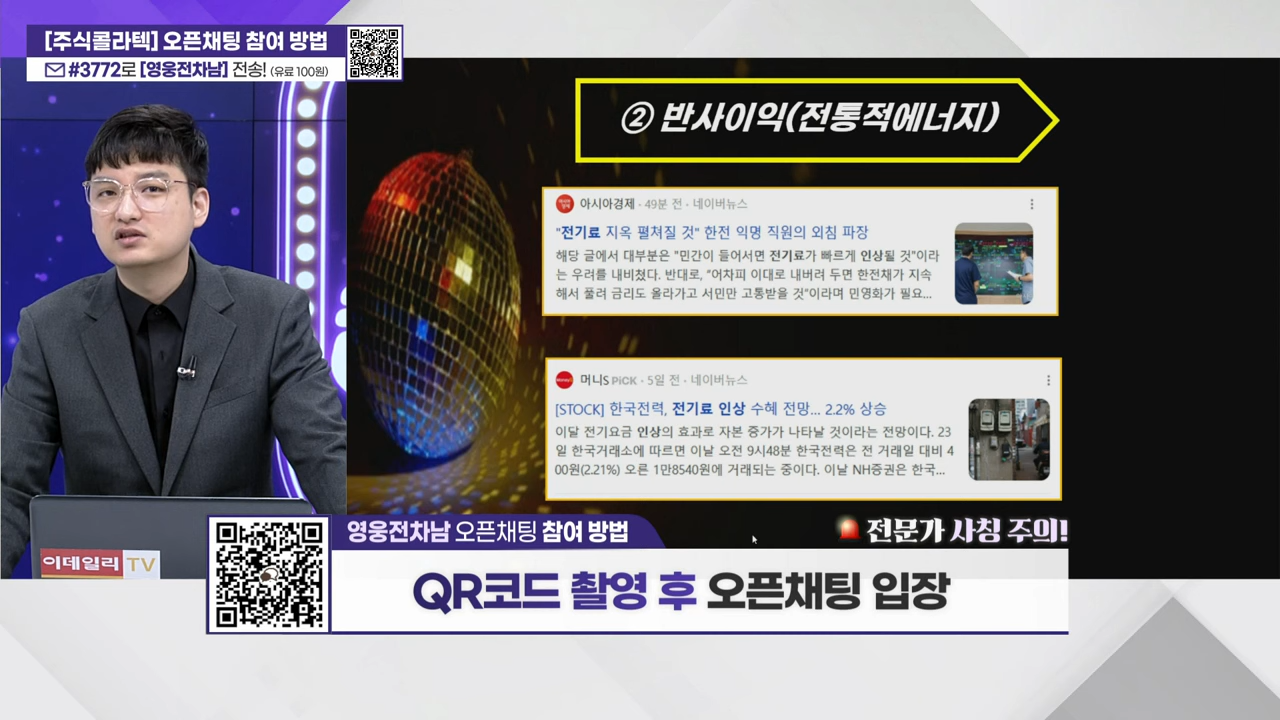 [주식콜라텍] 오픈채팅 참여 방법
#3772로 [영웅전차남] 전송! (유료 100원)
② 반사이익(전통적에너지)
아시아경제 · 49분 전 · 네이버뉴스
"전기료 지옥 펼쳐질 것" 한전 익명 직원의 외침 파장
해당 글에서 대부분은 "민간이 들어서면 전기료가 빠르게 인상될 것"이라
는 우려를 내비쳤다. 반대로, "어차피 이대로 내버려 두면 한전채가 지속
해서 풀려 금리도 올라가고 서민만 고통받을 것"이라며 민영화가 필요...
머니S PiCK · 5일 전 · 네이버뉴스
[STOCK] 한국전력, 전기료 인상 수혜 전망... 2.2% 상승
이달 전기요금 인상의 효과로 자본 증가가 나타날 것이라는 전망이다. 23
일 한국거래소에 따르면 이날 오전 9시48분 한국전력은 전 거래일 대비 4
00원(2.21%) 오른 1만8540원에 거래되는 중이다. 이날 NH증권은 한국...
영웅전차남 오픈채팅 참여 방법
전문가 사칭 주의!
이데일리 TV
QR코드 촬영 후 오픈채팅 입장